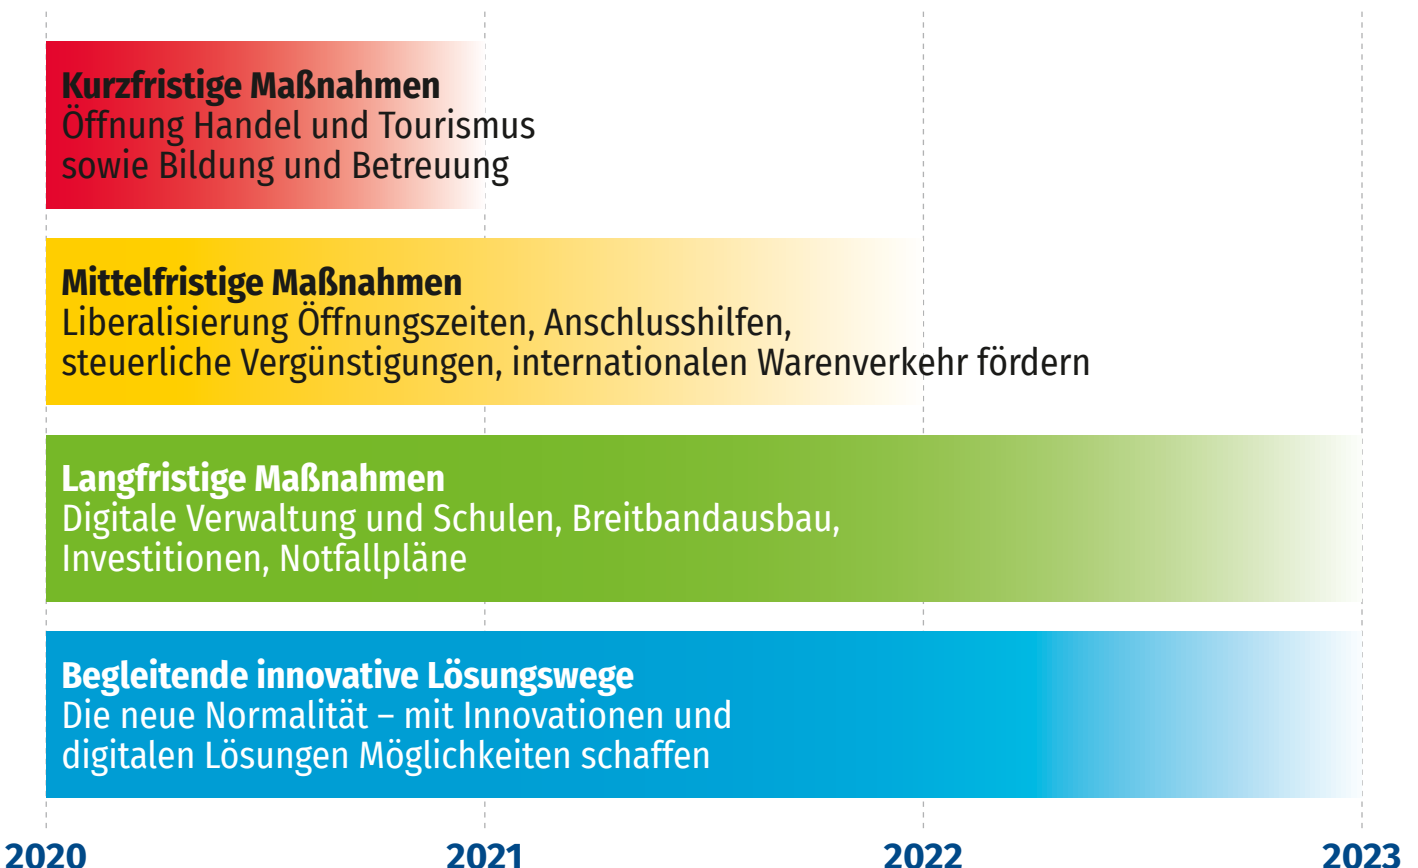 Kurzfristige Maßnahmen
Öffnung Handel und Tourismus
sowie Bildung und Betreuung
Mittelfristige Maßnahmen
Liberalisierung Öffnungszeiten, Anschlusshilfen,
steuerliche Vergünstigungen, internationalen Warenverkehr fördern
Langfristige Maßnahmen
Digitale Verwaltung und Schulen, Breitbandausbau,
Investitionen, Notfallpläne
Begleitende innovative Lösungswege
Die neue Normalität – mit Innovationen und
digitalen Lösungen Möglichkeiten schaffen
2020 2021 2022 2023